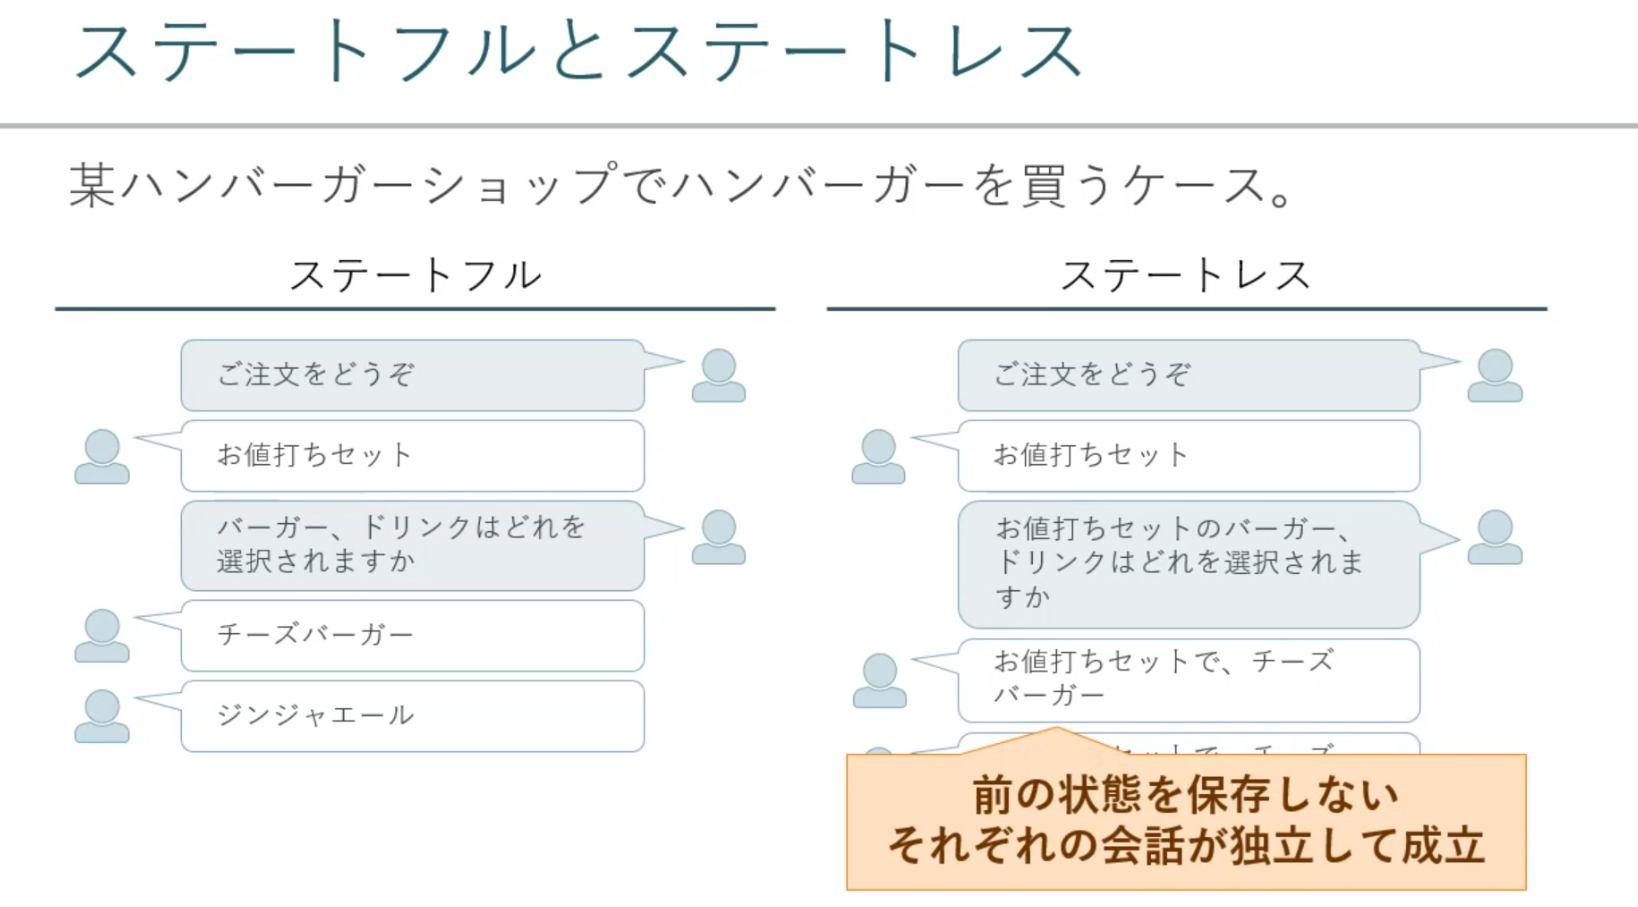 ステートフルとステートレス
某ハンバーガーショップでハンバーガーを買うケース。
ステートフル
ご注文をどうぞ
お値打ちセット
バーガー、ドリンクはどれを
選択されますか
チーズバーガー
ジンジャエール
ステートレス
ご注文をどうぞ
お値打ちセット
お値打ちセットのバーガー、
ドリンクはどれを選択されま
すか
お値打ちセットで、チーズ
バーガー
セットで、チーズ
前の状態を保存しない
それぞれの会話が独立して成立